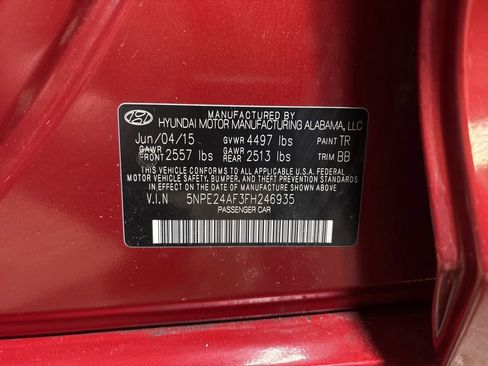 MANUFACTURED BY
HYUNDAI MOTOR MANUFACTURING ALABAMA, LLC
Jun/04/15 GVWR 4497 lbs PAINT TR
GAWR FRONT 2557 lbs GAWR REAR 2513 lbs TRIM BB
THIS VEHICLE CONFORMS TO ALL APPLICABLE U.S.A. FEDERAL
MOTOR VEHICLE SAFETY, BUMPER, AND THEFT PREVENTION STANDARDS
IN EFFECT ON THE DATE OF MANUFACTURE SHOWN ABOVE.
V.I.N 5NPE24AF3FH246935
PASSENGER CAR